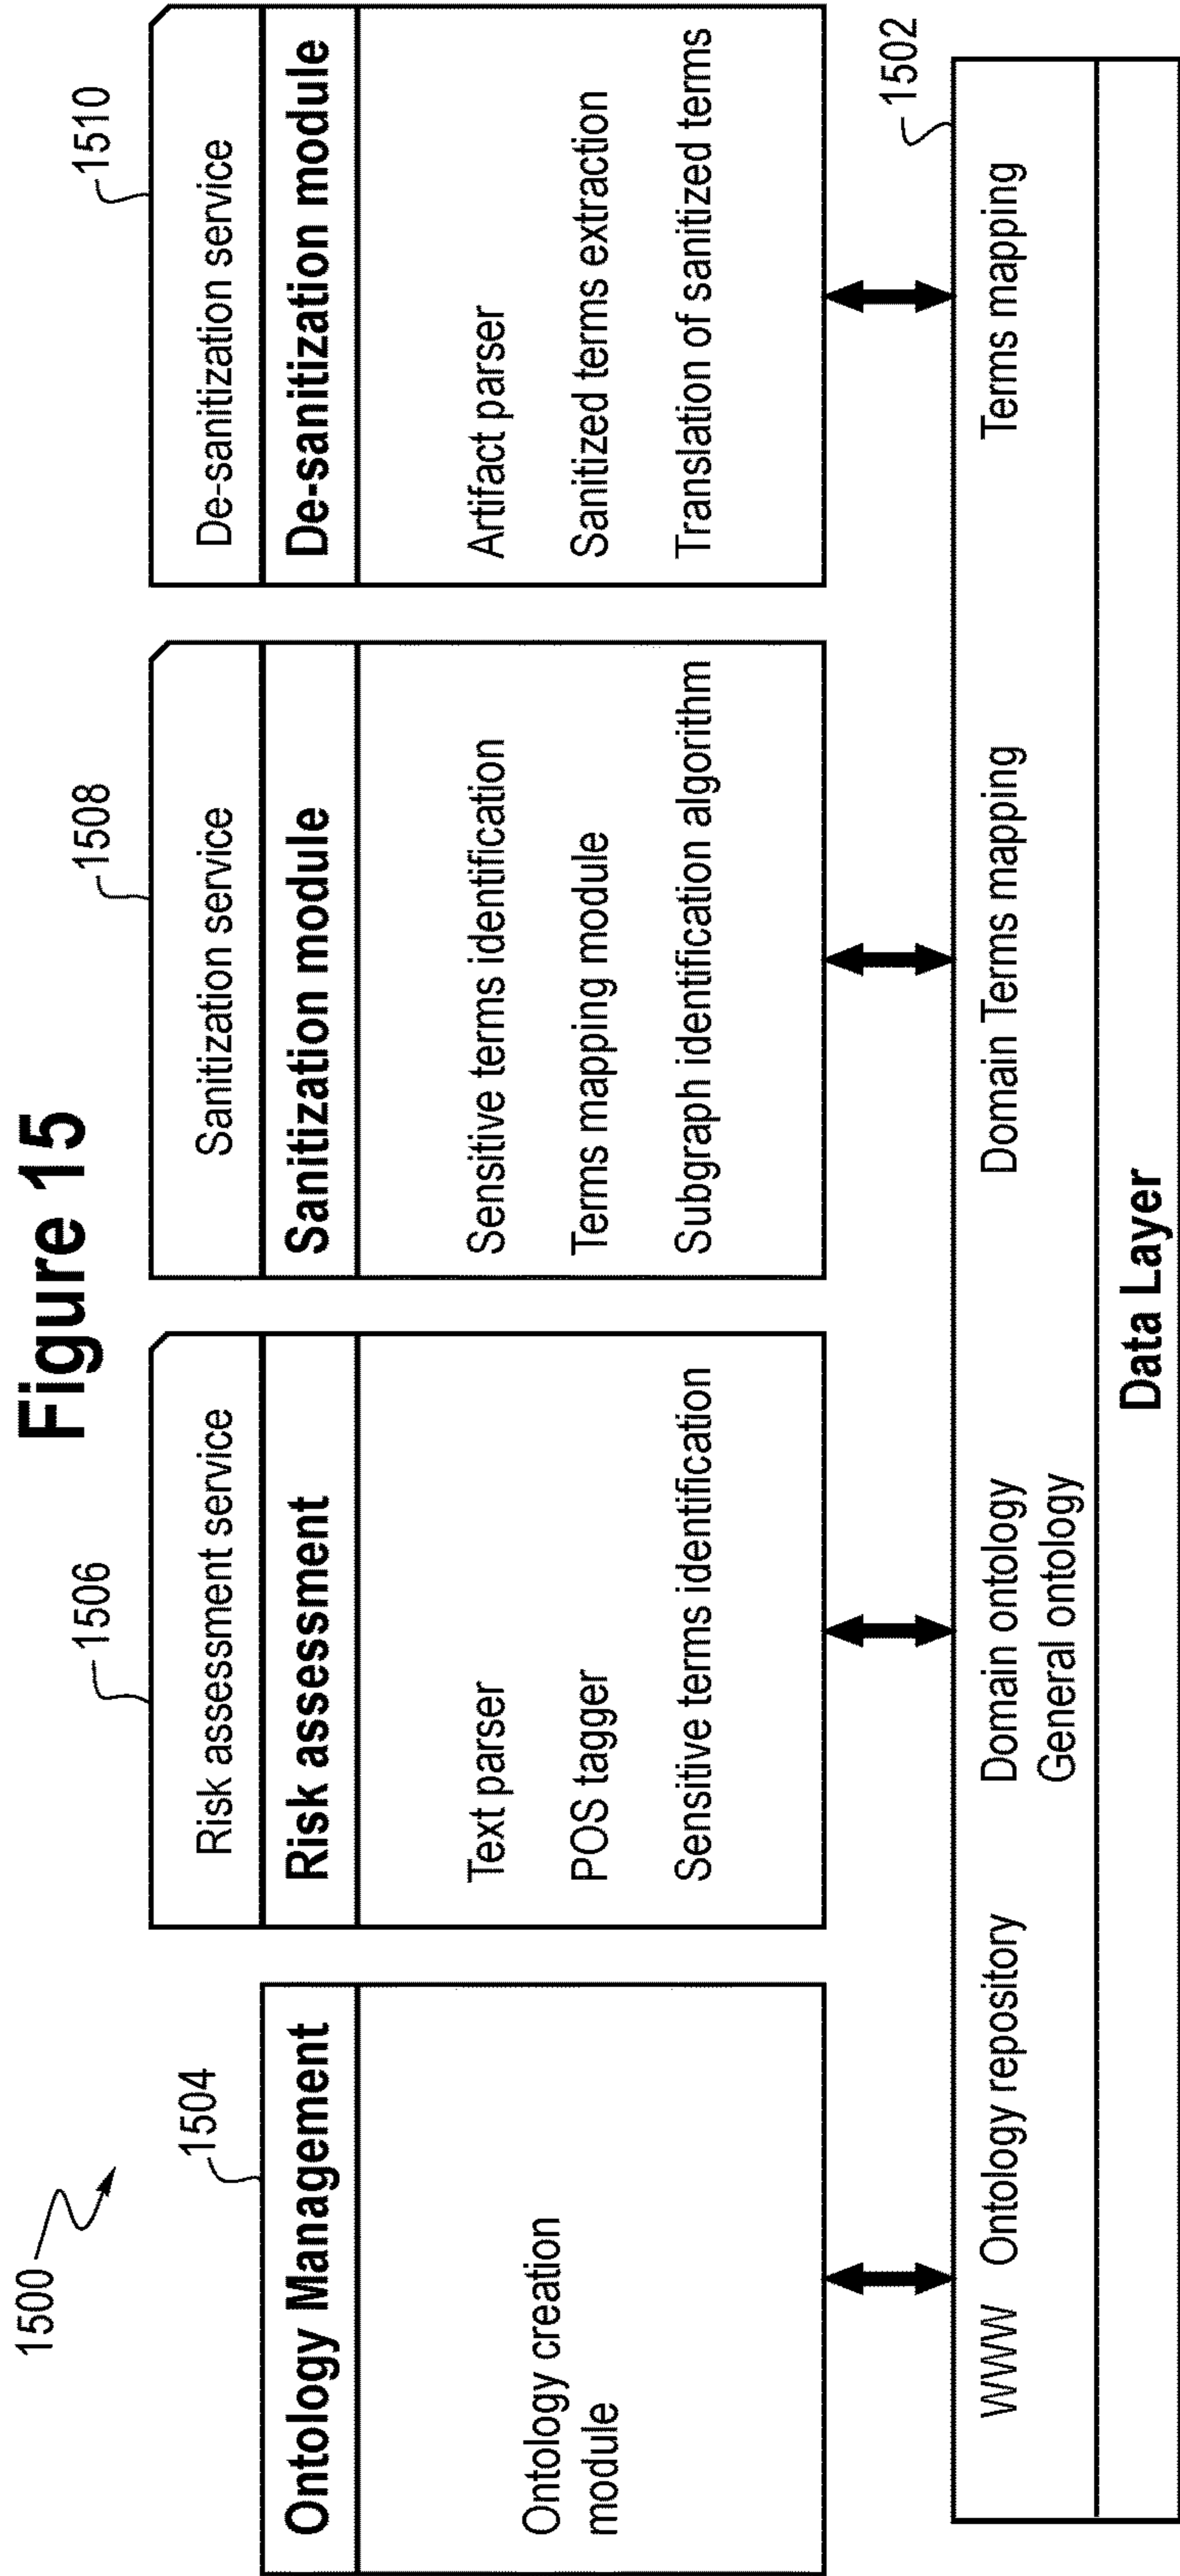 Figure 15
1500
1504
Ontology Management
Ontology creation
module
1506
Risk assessment service
Risk assessment
Text parser
POS tagger
Sensitive terms identification
1508
Sanitization service
Sanitization module
Sensitive terms identification
Terms mapping module
Subgraph identification algorithm
1510
De-sanitization service
De-sanitization module
Artifact parser
Sanitized terms extraction
Translation of sanitized terms
1502
WWW
Ontology repository
Domain ontology
General ontology
Domain Terms mapping
Terms mapping
Data Layer